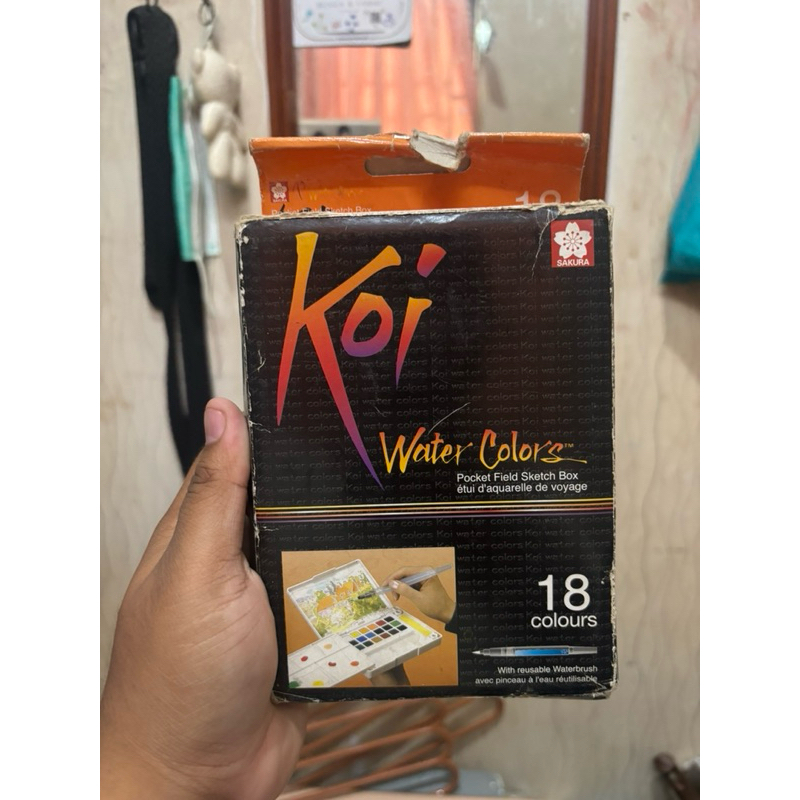 Pocket Field Sketch Box
18
Koi
SAKURA
Water Colors™
Pocket Field Sketch Box
étui d'aquarelle de voyage
18
colours
With reusable Waterbrush
avec pinceau à l'eau réutilisable